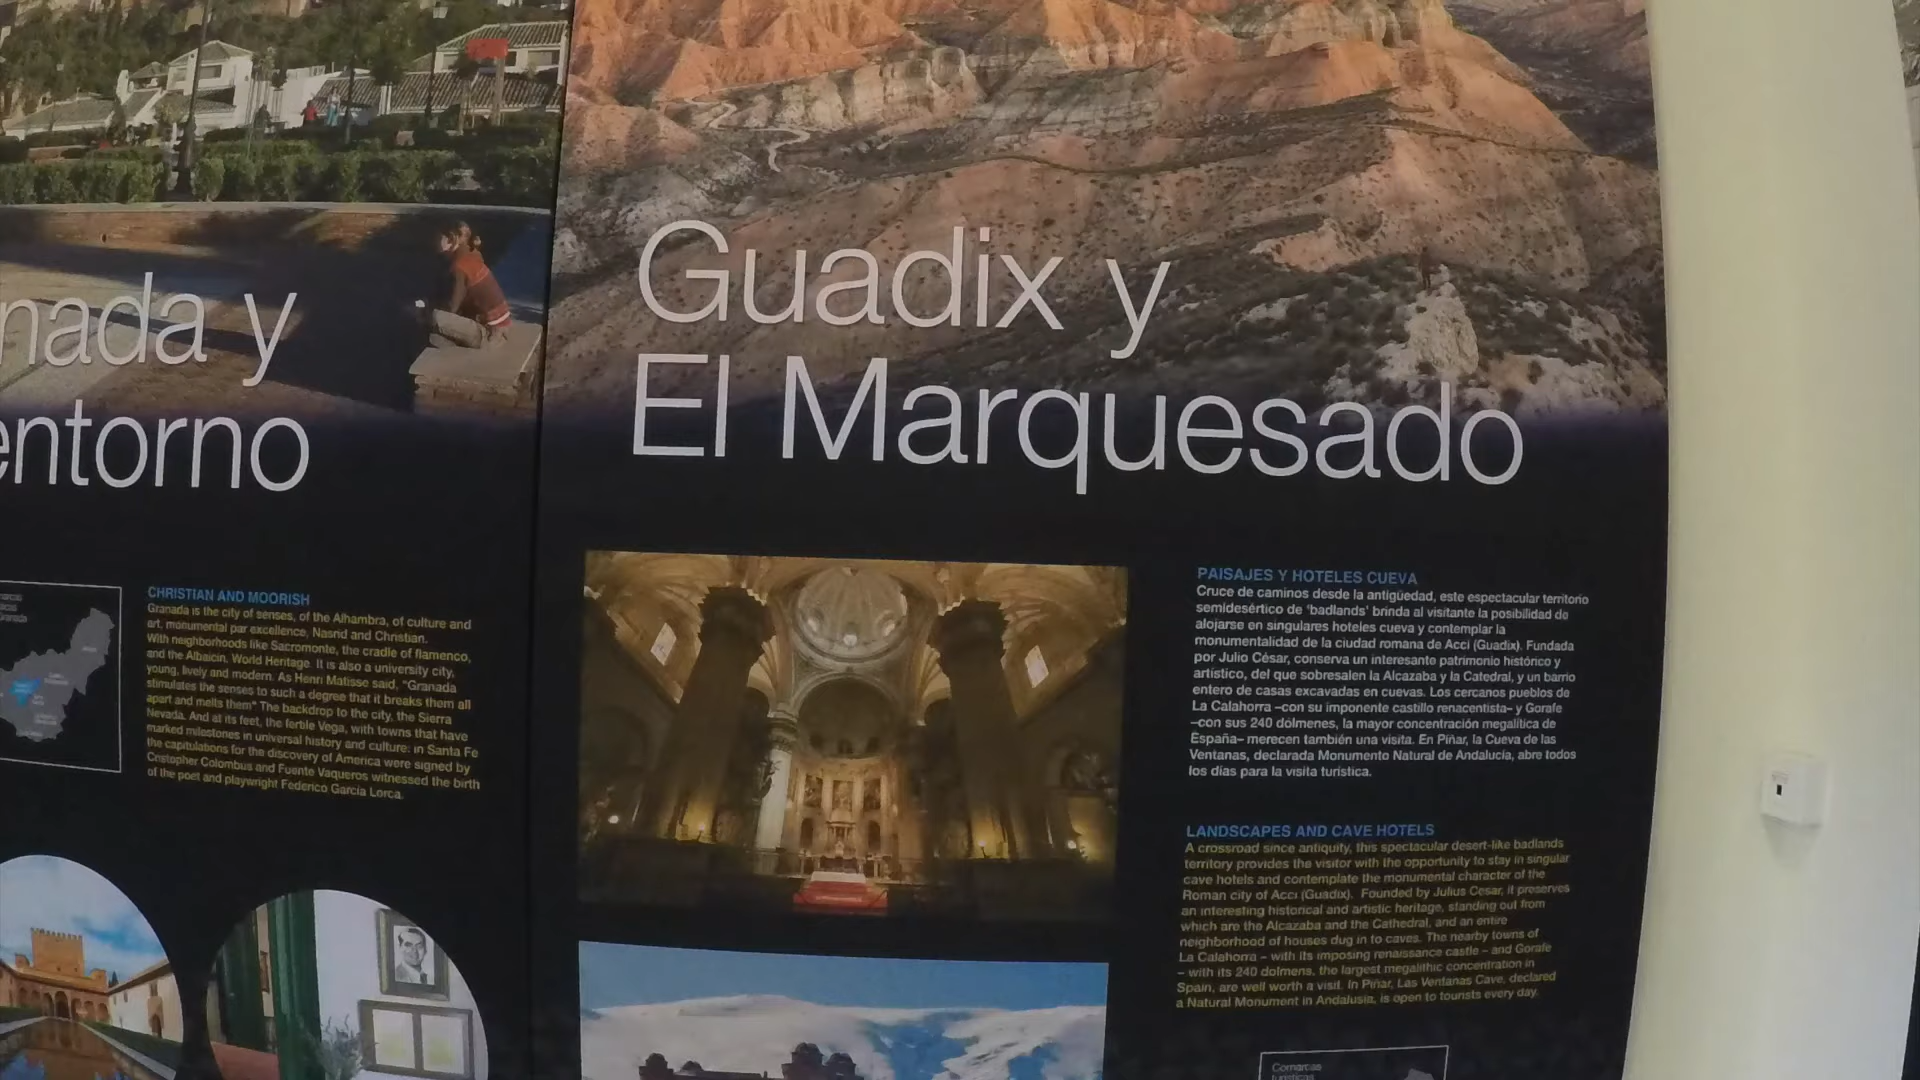 nada y
entorno
CHRISTIAN AND MOORISH
Granada is the city of senses, of the Alhambra, of culture and
art, monumental par excellence, Nasrid and Christian.
With neighborhoods like Sacromonte, the cradle of flamenco,
and the Albaicin, World Heritage. It is also a university city,
young, lively and modern. As Henri Matisse said, "Granada
stimulates the senses to such a degree that it breaks them all
apart and melts them" The backdrop to the city, the Sierra
Nevada. And at its feet, the fertile Vega, with towns that have
marked milestones in universal history and culture: in Santa Fe
the capitulations for the discovery of America were signed by
Cristopher Colombus and Fuente Vaqueros witnessed the birth
of the poet and playwright Federico García Lorca.
Guadix y
El Marquesado
PAISAJES Y HOTELES CUEVA
Cruce de caminos desde la antigüedad, este espectacular territorio
semidesértico de 'badlands' brinda al visitante la posibilidad de
alojarse en singulares hoteles cueva y contemplar la
monumentalidad de la ciudad romana de Acci (Guadix). Fundada
por Julio César, conserva un interesante patrimonio histórico y
artístico, del que sobresalen la Alcazaba y la Catedral, y un barrio
entero de casas excavadas en cuevas. Los cercanos pueblos de
La Calahorra –con su imponente castillo renacentista– y Gorafe
–con sus 240 dólmenes, la mayor concentración megalítica de
España– merecen también una visita. En Píñar, la Cueva de las
Ventanas, declarada Monumento Natural de Andalucía, abre todos
los días para la visita turística.
LANDSCAPES AND CAVE HOTELS
A crossroad since antiquity, this spectacular desert-like badlands
territory provides the visitor with the opportunity to stay in singular
cave hotels and contemplate the monumental character of the
Roman city of Acci (Guadix). Founded by Julius Cesar, it preserves
an interesting historical and artistic heritage, standing out from
which are the Alcazaba and the Cathedral, and an entire
neighborhood of houses dug in to caves. The nearby towns of
La Calahorra – with its imposing renaissance castle – and Gorafe
– with its 240 dolmens, the largest megalithic concentration in
Spain, are well worth a visit. In Píñar, Las Ventanas Cave, declared
a Natural Monument in Andalusia, is open to tourists every day.
Comarcas
turísticas